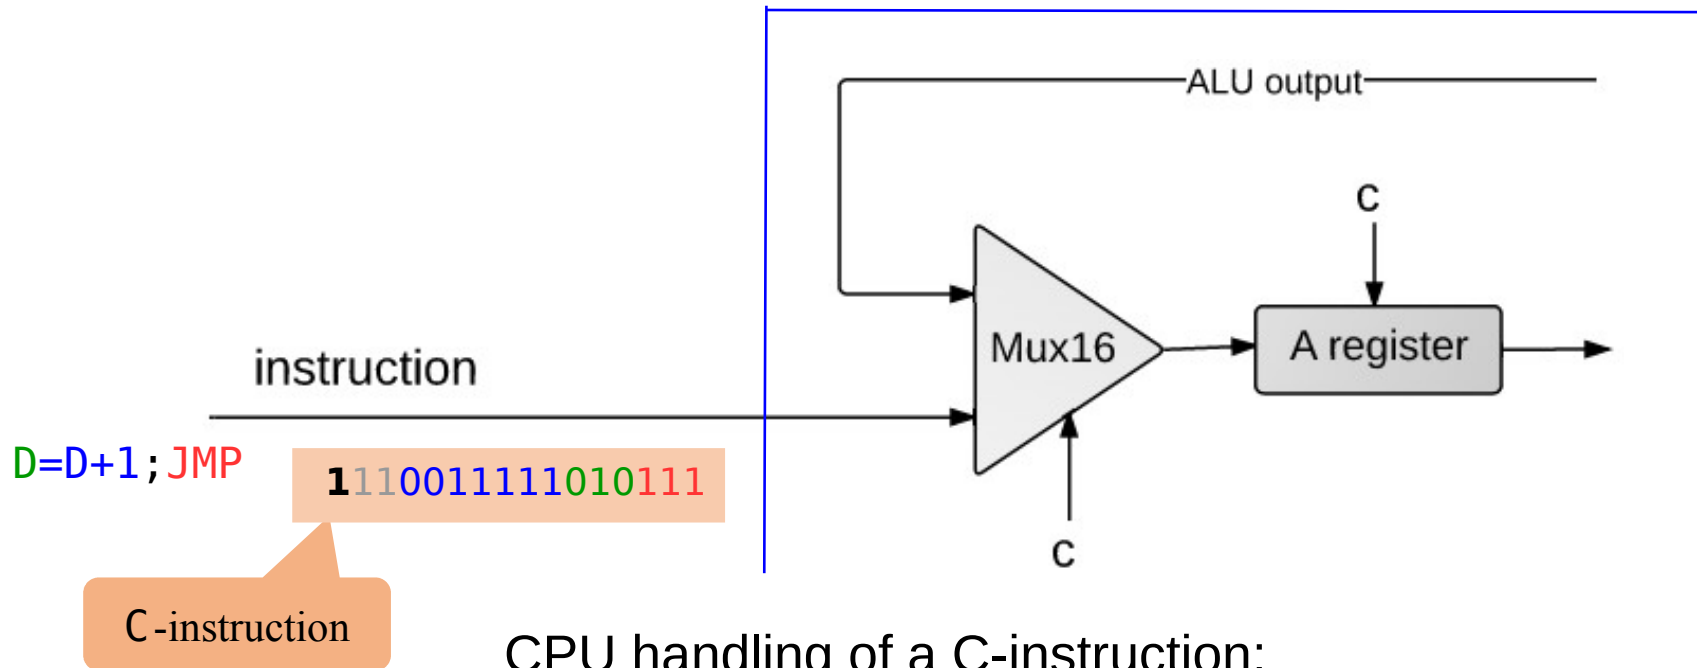 ALU output
c
Mux16
A register
instruction
D=D+1;JMP
1110011111010111
c
C-instruction
CPU handling of a C-instruction: